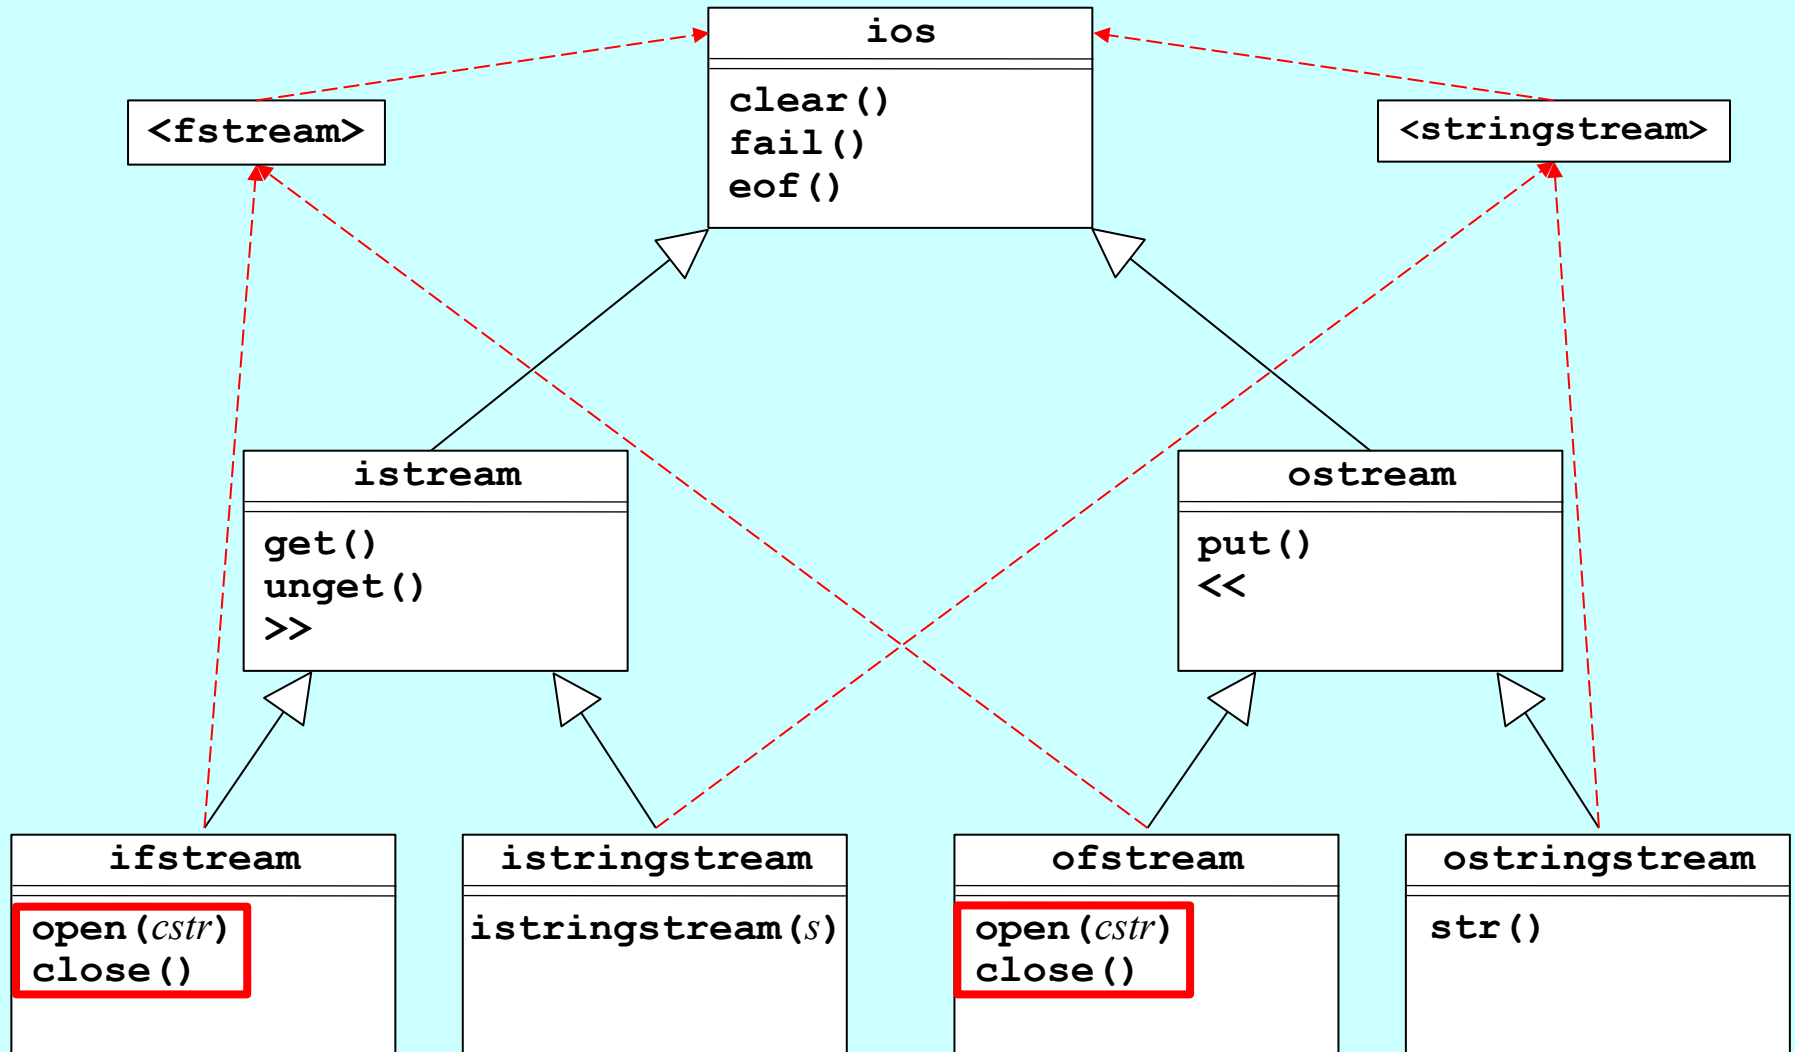 ios
clear()
fail()
eof()
<fstream>
<stringstream>
istream
get()
unget()
>>
ostream
put()
<<
ifstream
open(cstr)
close()
istringstream
istringstream(s)
ofstream
open(cstr)
close()
ostringstream
str()